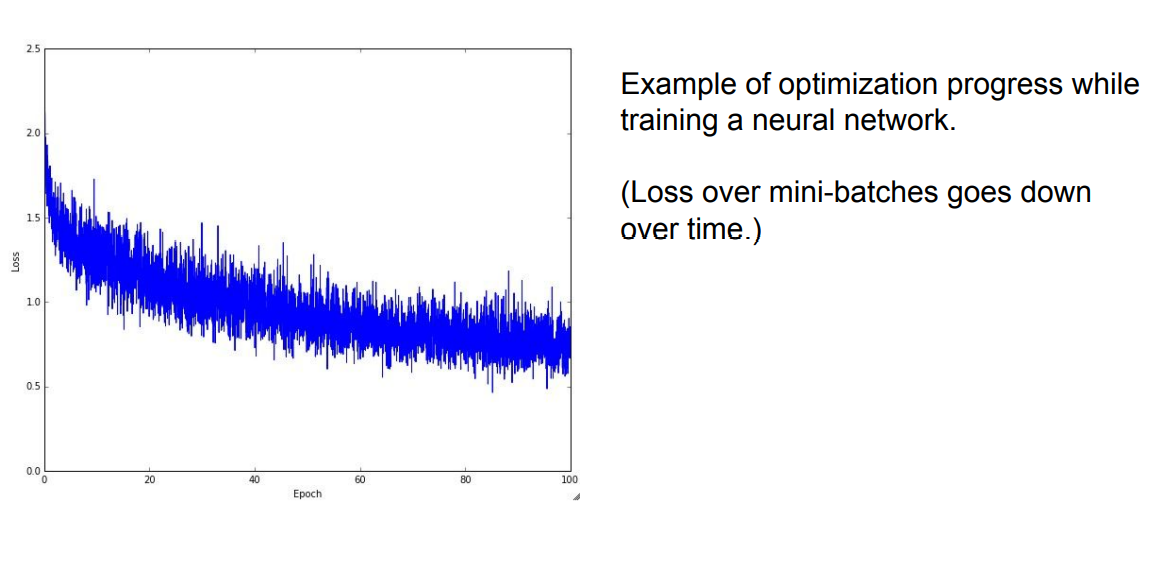 2.5
2.0
1.5
1.0
0.5
0.0
Loss
0 20 40 60 80 100
Epoch
Example of optimization progress while
training a neural network.
(Loss over mini-batches goes down
over time.)